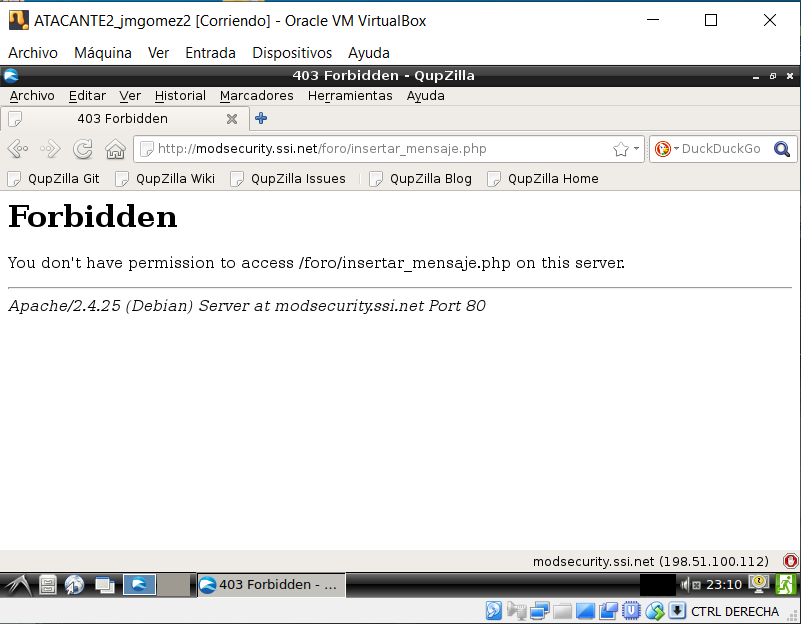 ATACANTE2_jmgomez2 [Corriendo] - Oracle VM VirtualBox
Archivo Máquina Ver Entrada Dispositivos Ayuda
403 Forbidden - QupZilla
Archivo Editar Ver Historial Marcadores Herramientas Ayuda
403 Forbidden
http://modsecurity.ssi.net/foro/insertar_mensaje.php DuckDuckGo
QupZilla Git QupZilla Wiki QupZilla Issues QupZilla Blog QupZilla Home
Forbidden
You don't have permission to access /foro/insertar_mensaje.php on this server.
Apache/2.4.25 (Debian) Server at modsecurity.ssi.net Port 80
modsecurity.ssi.net (198.51.100.112)
403 Forbidden - ... 23:10
CTRL DERECHA